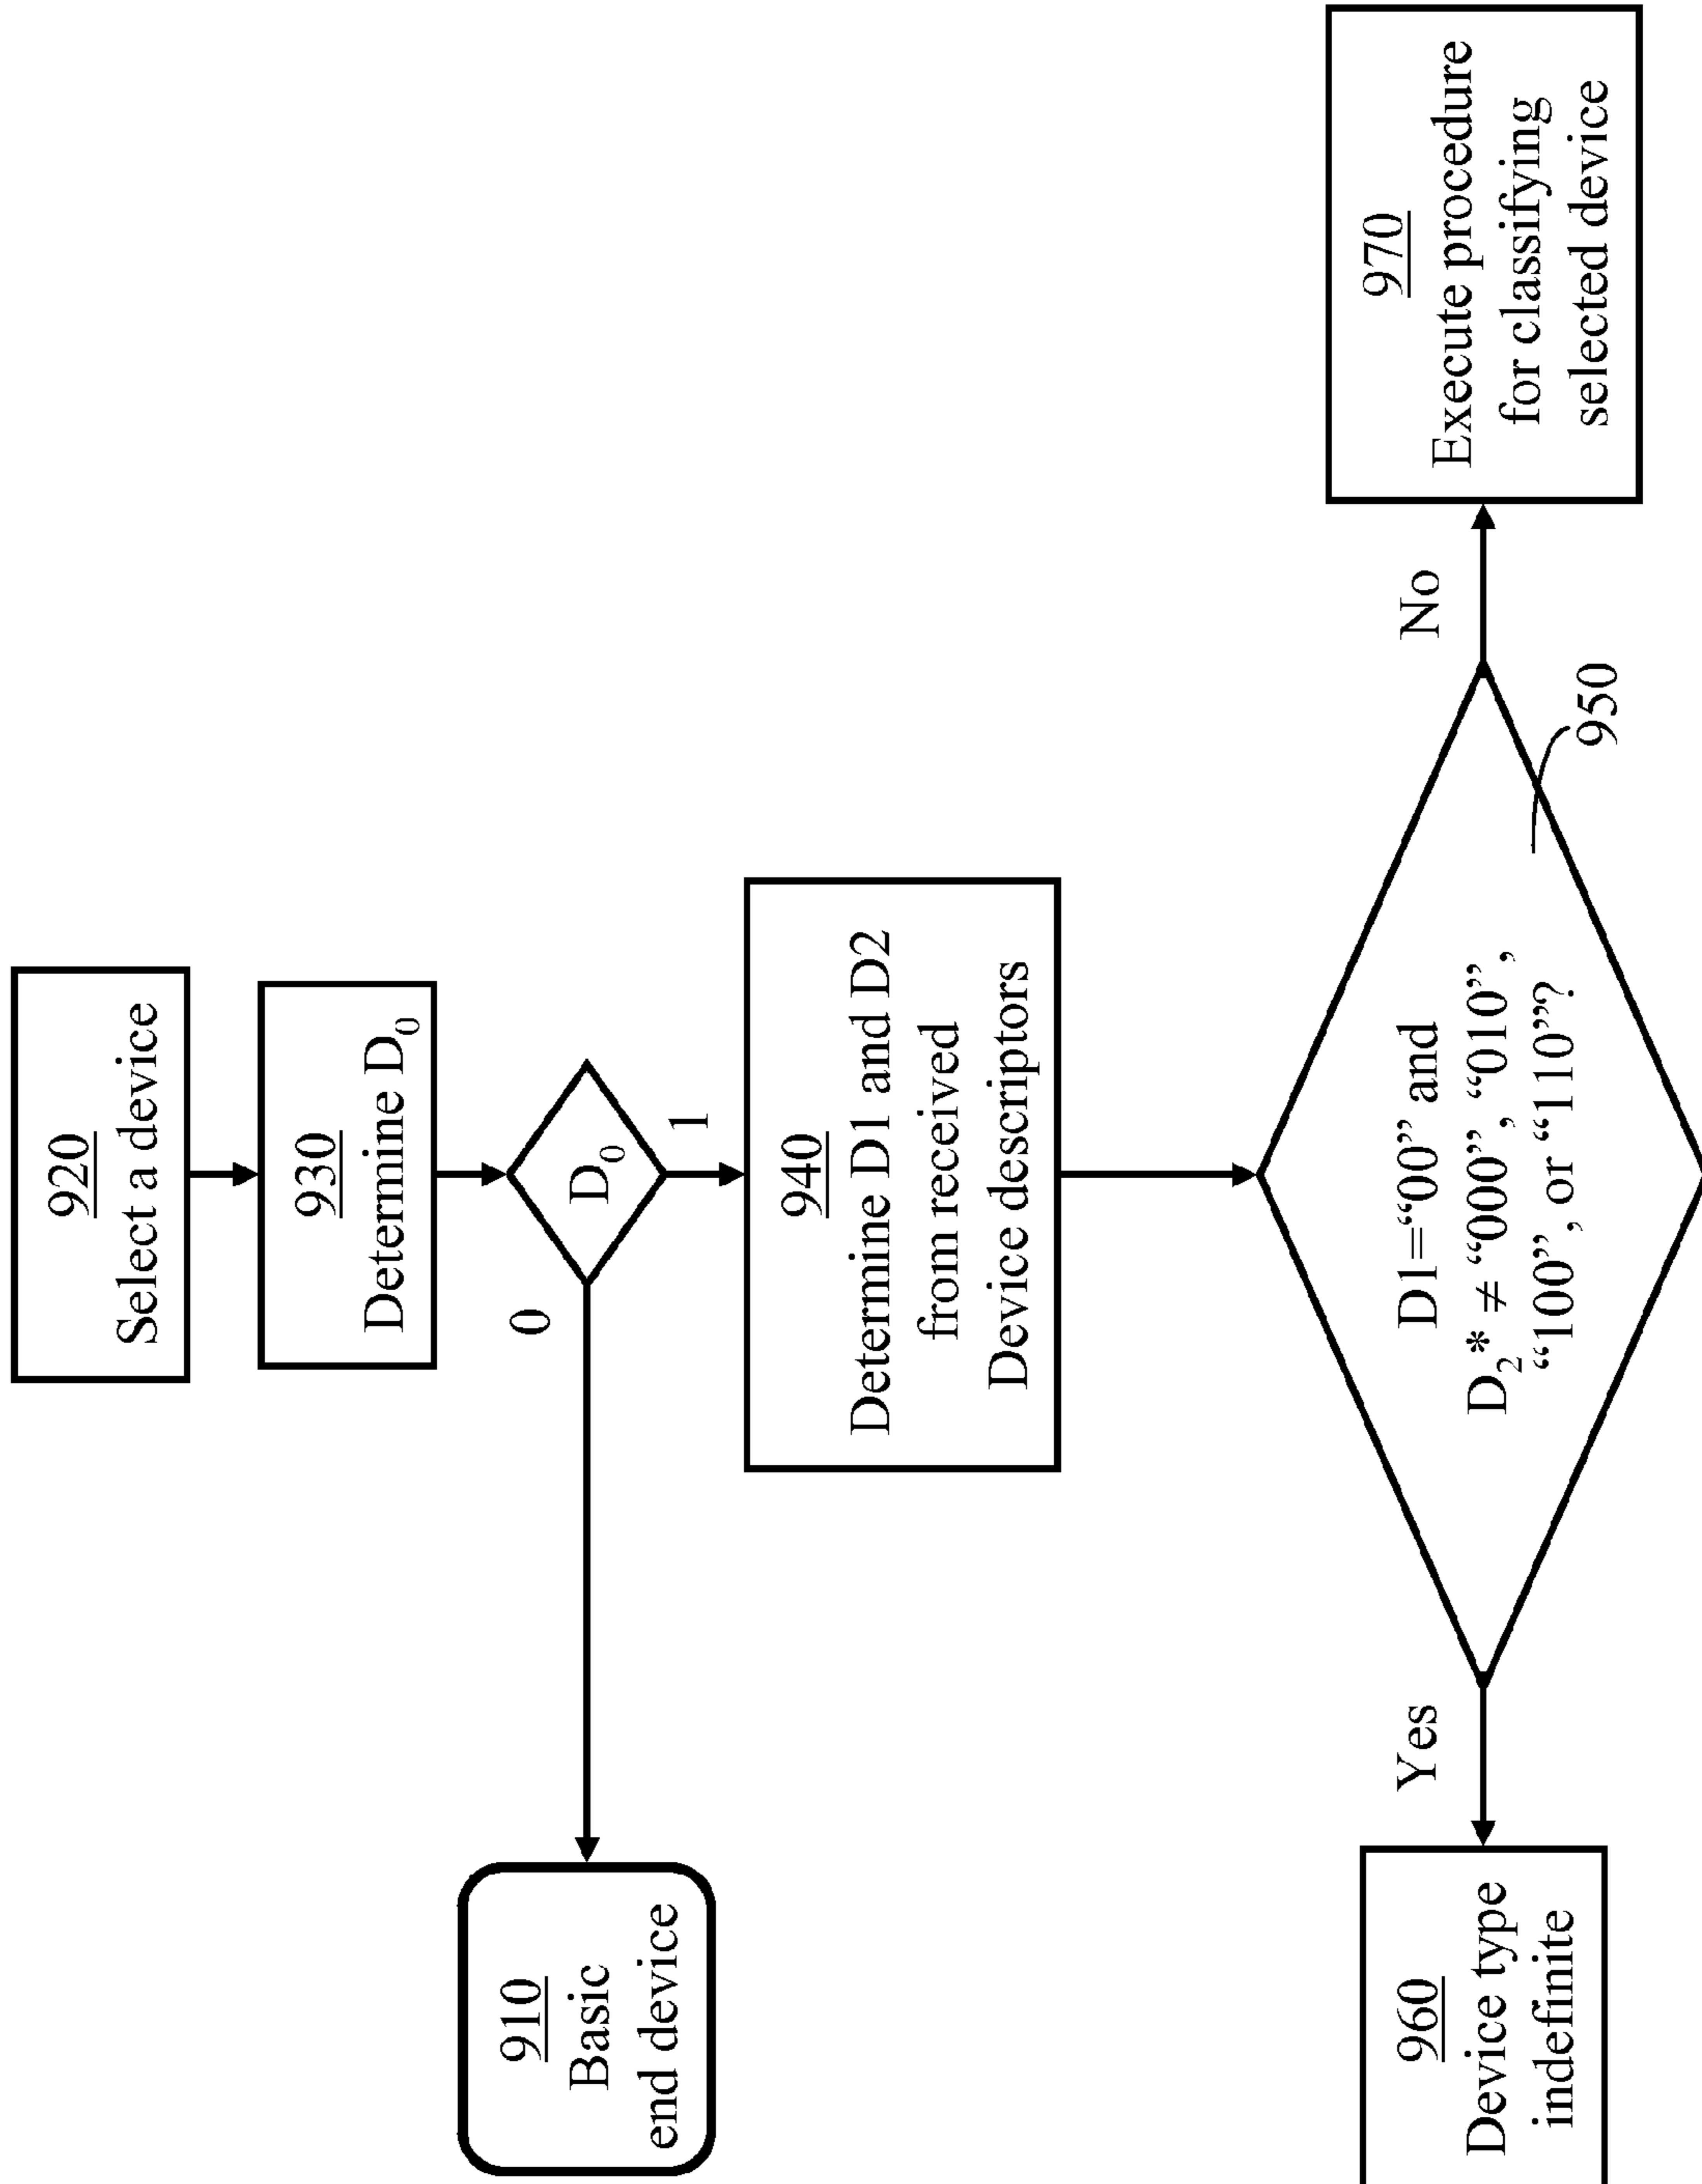 920
Select a device
930
Determine D₀
D₀
0
1
910
Basic
end device
940
Determine D1 and D2
from received
Device descriptors
D1=“00” and
D₂* ≠ “000”, “010”,
“100”, or “110”?
950
Yes
No
960
Device type
indefinite
970
Execute procedure
for classifying
selected device